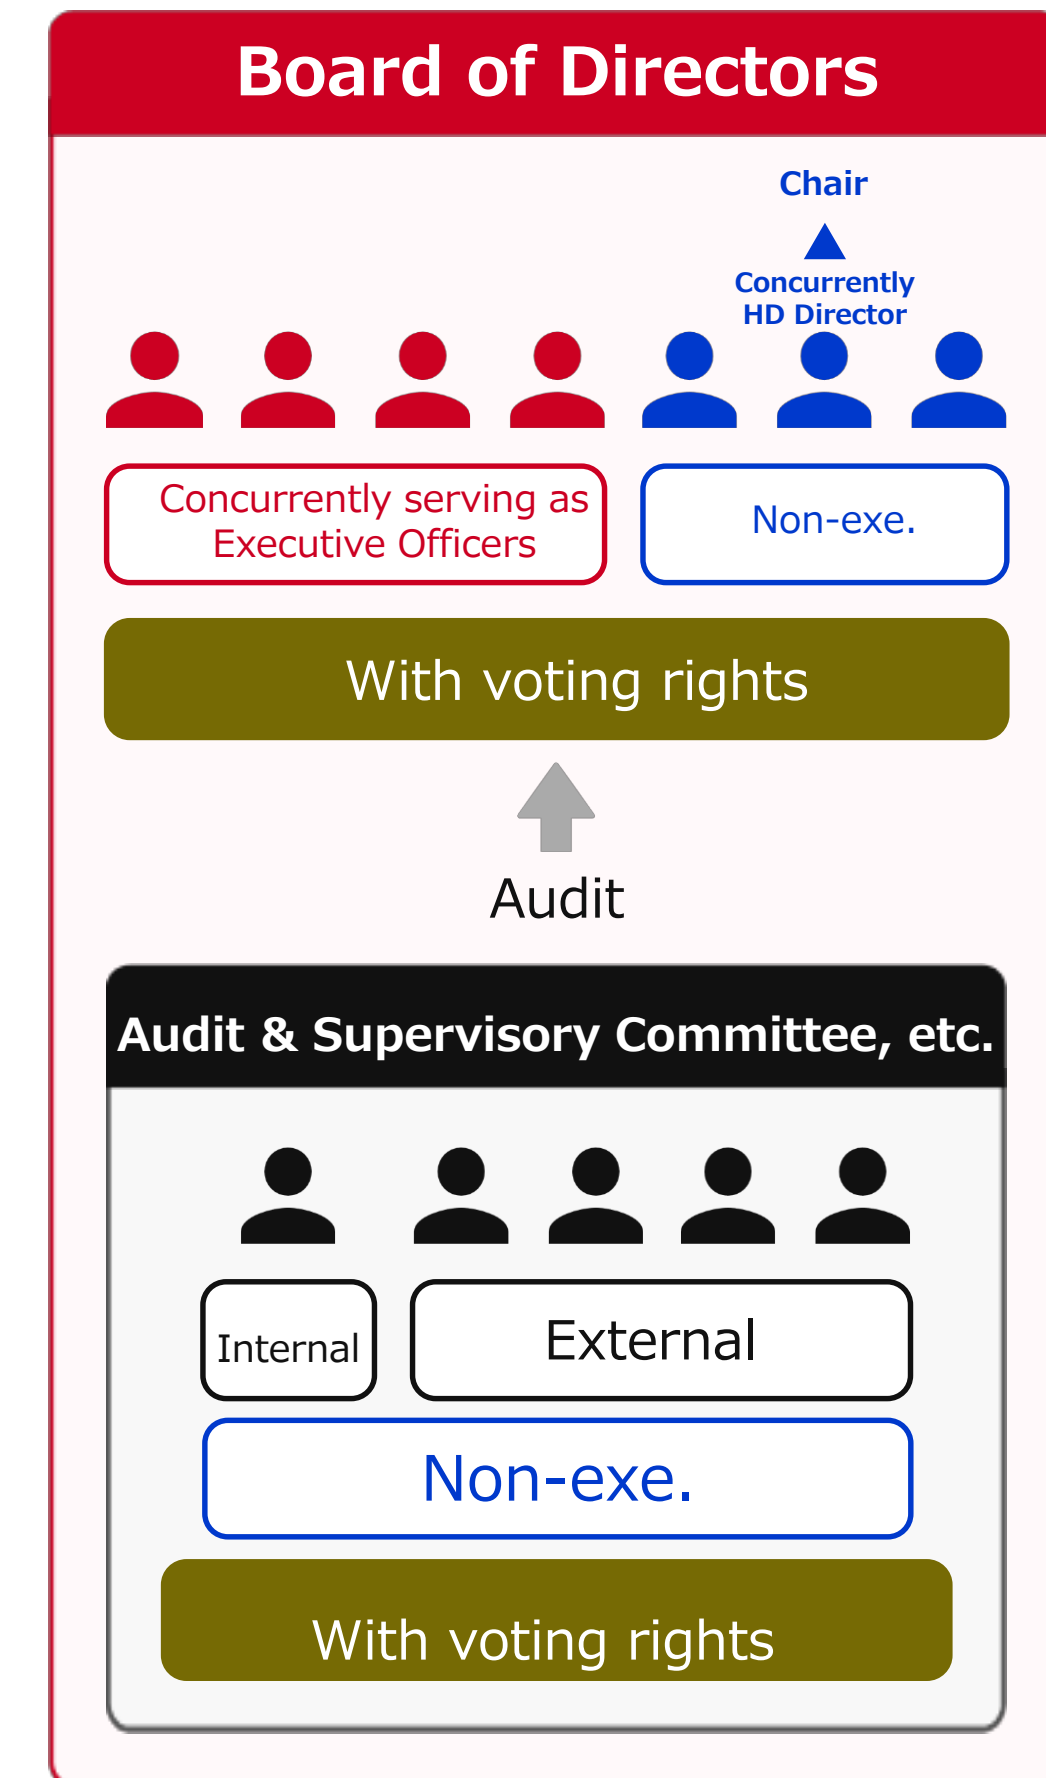 Board of Directors
Chair
Concurrently
HD Director
Concurrently serving as
Executive Officers
Non-exe.
With voting rights
Audit
Audit & Supervisory Committee, etc.
Internal
External
Non-exe.
With voting rights